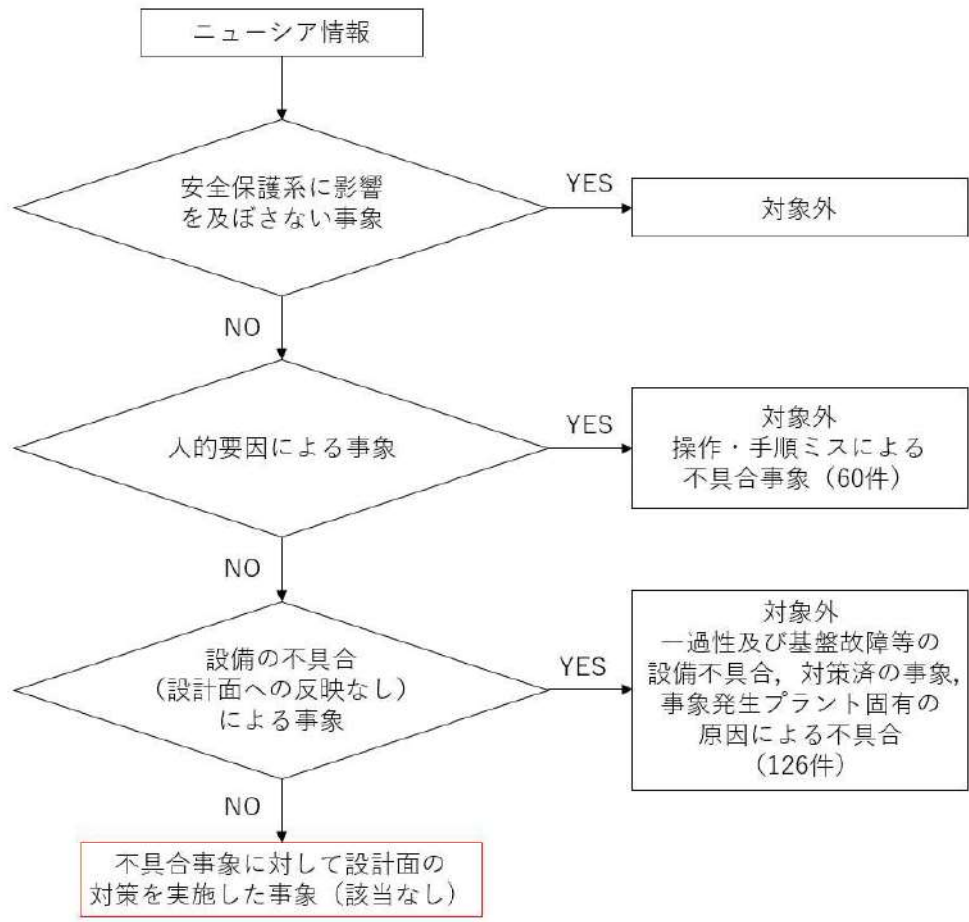 ニューシア情報
安全保護系に影響
を及ぼさない事象
YES
対象外
NO
人的要因による事象
YES
対象外
操作・手順ミスによる
不具合事象（60件）
NO
設備の不具合
（設計面への反映なし）
による事象
YES
対象外
一過性及び基盤故障等の
設備不具合，対策済の事象，
事象発生プラント固有の
原因による不具合
（126件）
NO
不具合事象に対して設計面の
対策を実施した事象（該当なし）